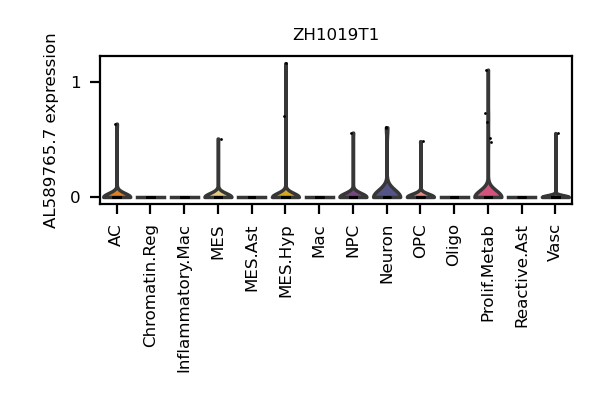 ZH1019T1
AL589765.7 expression
1
0
AC
Chromatin.Reg
Inflammatory.Mac
MES
MES.Ast
MES.Hyp
Mac
NPC
Neuron
OPC
Oligo
Prolif.Metab
Reactive.Ast
Vasc